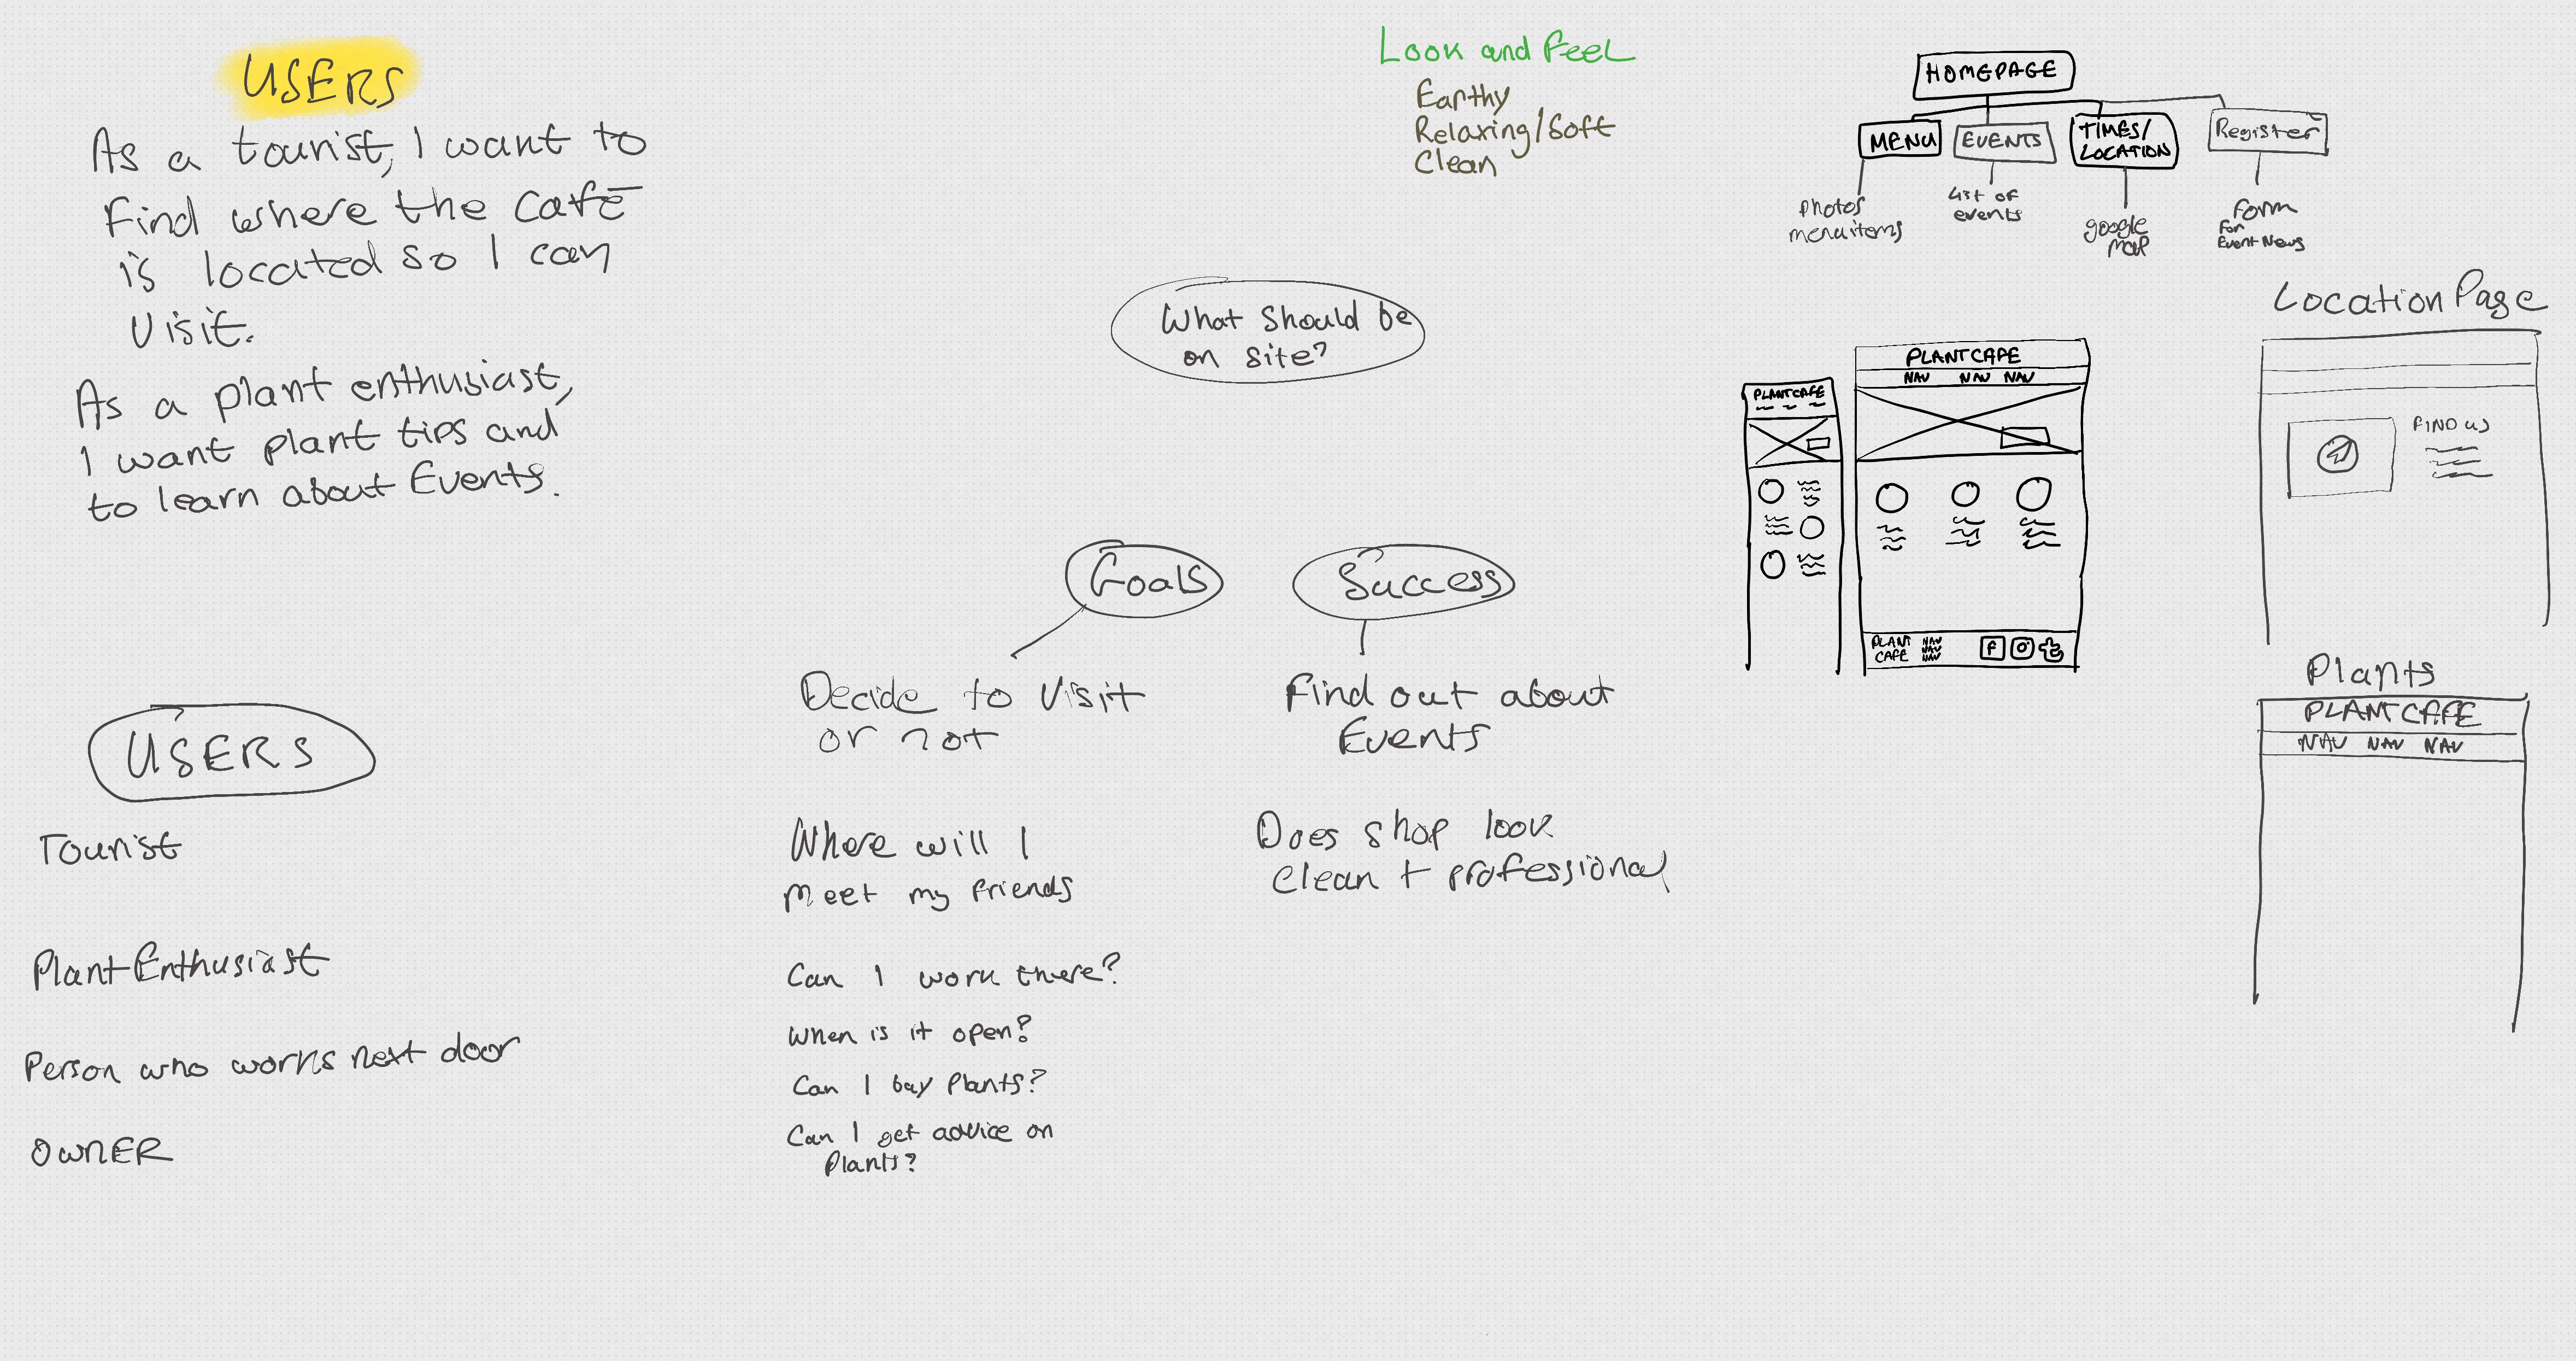 USERS
As a tourist, I want to
find where the café
is located so I can
visit.
As a plant enthusiast,
I want plant tips and
to learn about Events.
USERS
Tourist
Plant Enthusiast
Person who works next door
OWNER
Look and Feel
Earthy
Relaxing/Soft
Clean
What should be
on site?
Goals
Decide to visit
or not
Where will I
meet my friends
Can I work there?
When is it open?
Can I buy plants?
Can I get advice on
plants?
Success
Find out about
Events
Does shop look
clean + professional
HOMEPAGE
MENU
EVENTS
TIMES/
LOCATION
Register
photos
menu items
List of
events
google
map
form
for
Event News
PLANTCAFE
PLANTCAFE
NAV NAV NAV
PLANT
CAFE
NAV
NAV
NAV
f
t
Location Page
FIND US
Plants
PLANTCAFE
NAV NAV NAV